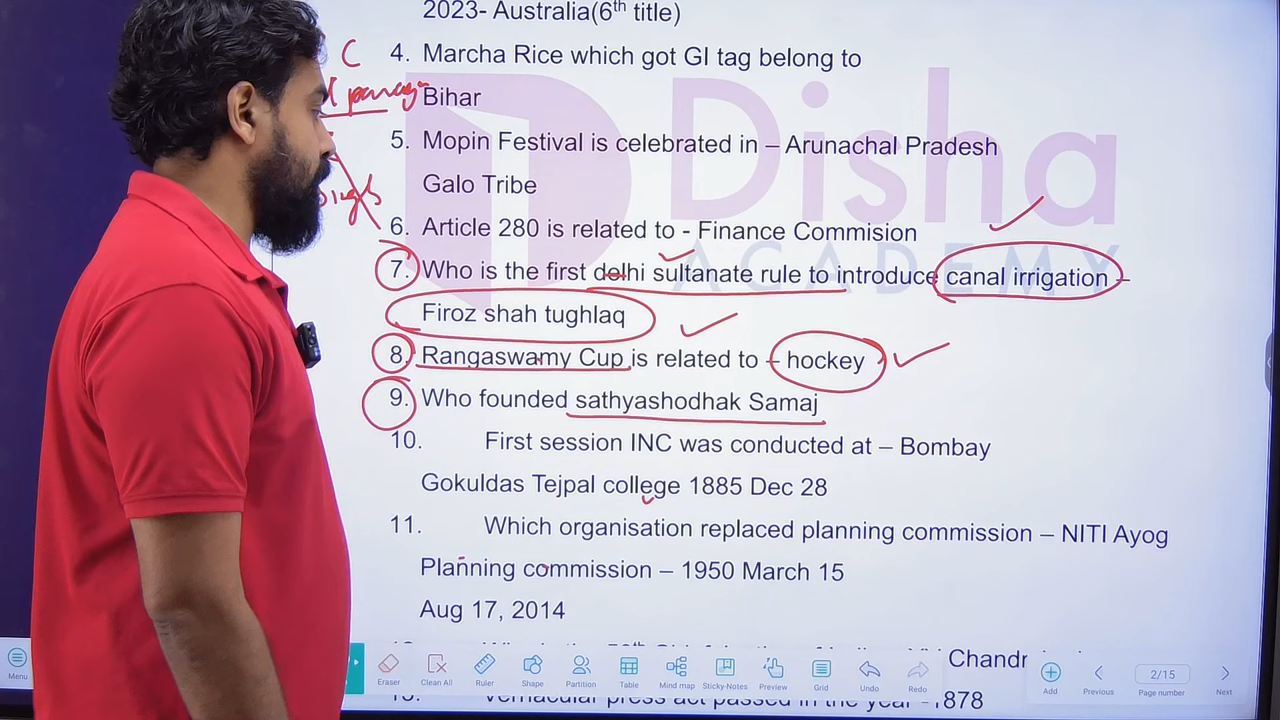 2023- Australia(6th title)
C
4. Marcha Rice which got GI tag belong to
Bihar
5. Mopin Festival is celebrated in – Arunachal Pradesh
Galo Tribe
6. Article 280 is related to - Finance Commision
7. Who is the first delhi sultanate rule to introduce canal irrigation –
Firoz shah tughlaq
8. Rangaswamy Cup is related to – hockey
9. Who founded sathyashodhak Samaj
10. First session INC was conducted at – Bombay
Gokuldas Tejpal college 1885 Dec 28
11. Which organisation replaced planning commission – NITI Ayog
Planning commission – 1950 March 15
Aug 17, 2014
Chandr
Vernacular press act passed in the year -1878
Disha
ACADEMY
Menu
Eraser
Clean All
Ruler
Shape
Partition
Table
Mind map
Sticky-Notes
Preview
Grid
Undo
Redo
Add
Previous
2/15
Page number
Next